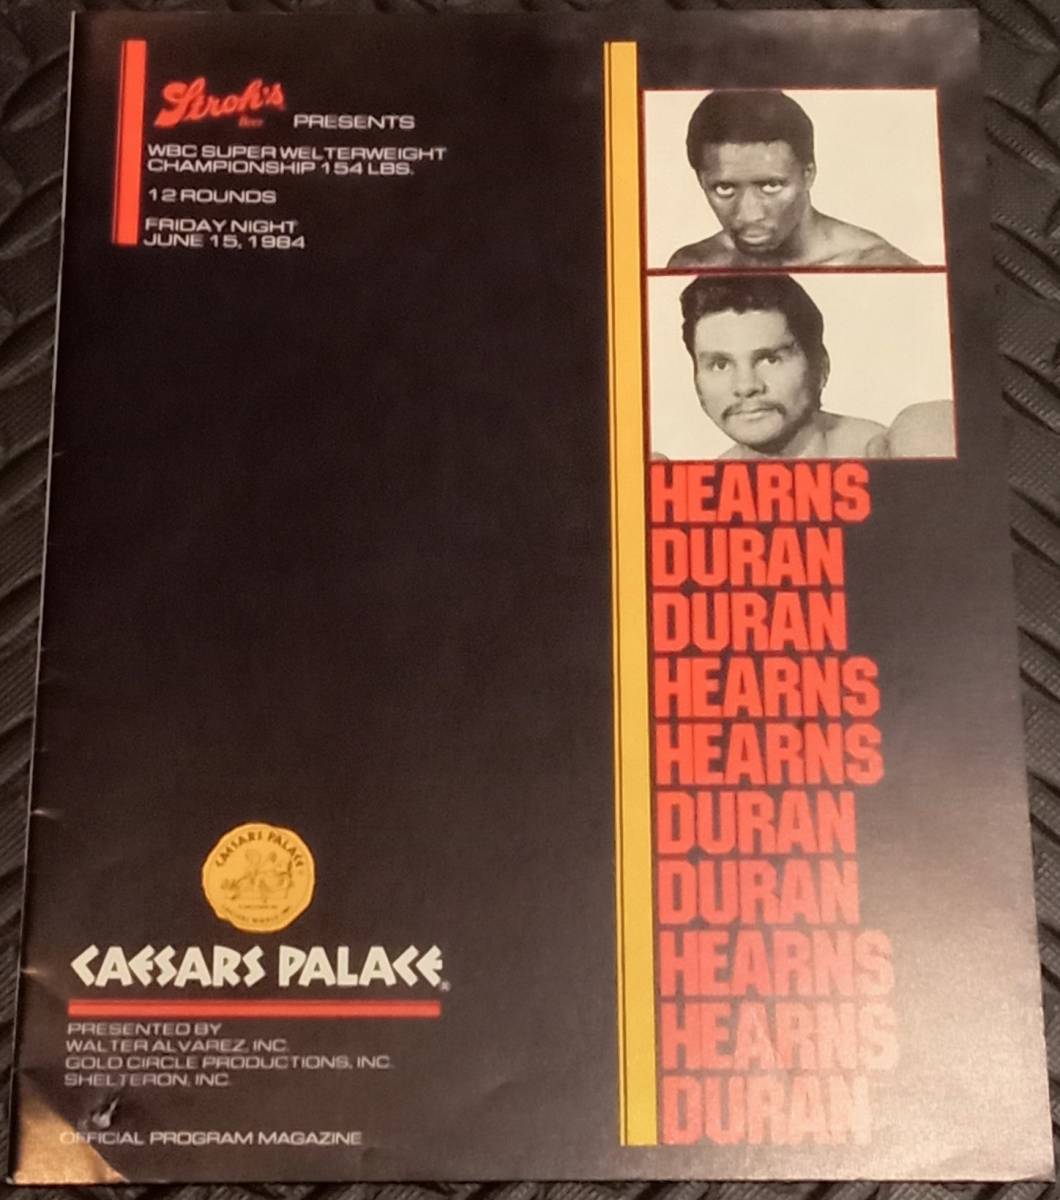 Stroh's
Beer
PRESENTS
WBC SUPER WELTERWEIGHT
CHAMPIONSHIP 154 LBS.
12 ROUNDS
FRIDAY NIGHT
JUNE 15, 1984
HEARNS
DURAN
DURAN
HEARNS
HEARNS
DURAN
DURAN
HEARNS
HEARNS
DURAN
CAESARS PALACE
CAESARS PALACE®
PRESENTED BY
WALTER ALVAREZ, INC.
GOLD CIRCLE PRODUCTIONS, INC.
SHELTERON, INC.
OFFICIAL PROGRAM MAGAZINE